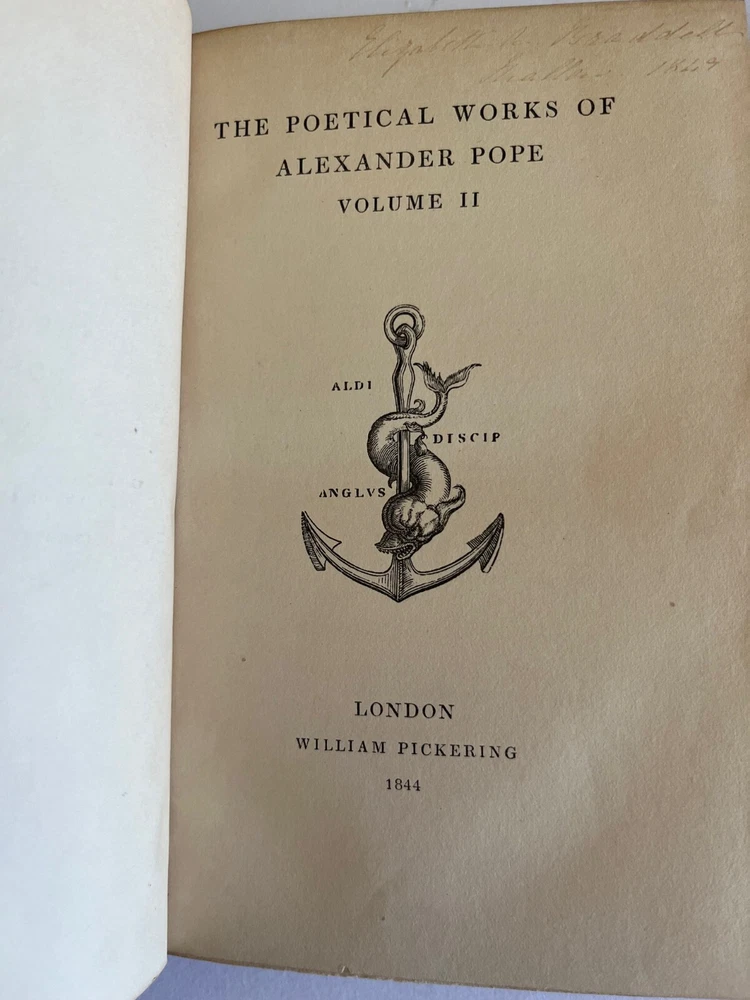 THE POETICAL WORKS OF
ALEXANDER POPE
VOLUME II
ALDI
DISCIP
ANGLVS
LONDON
WILLIAM PICKERING
1844